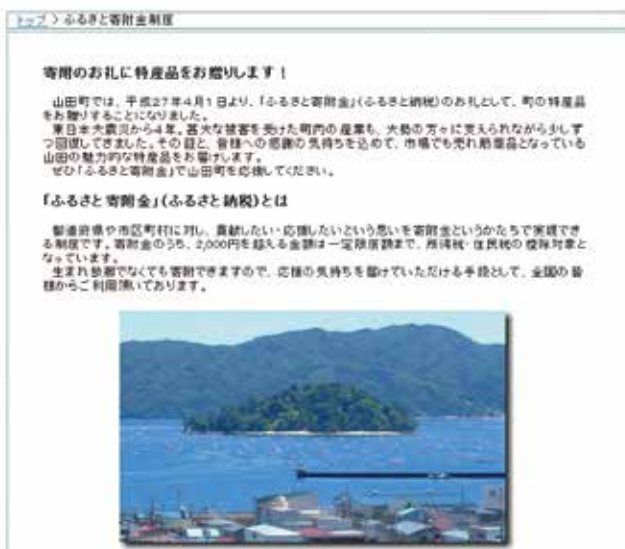 トップ > ふるさと寄附金制度
寄附のお礼に特産品をお贈りします！
山田町では、平成27年4月1日より、「ふるさと寄附金」(ふるさと納税)のお礼として、町の特産品
をお贈りすることになりました。
東日本大震災から4年。甚大な被害を受けた町内の産業も、大勢の方々に支えられながら少しず
つ回復してきました。その証と、皆様への感謝の気持ちを込めて、市場でも売れ筋商品となっている
山田の魅力的な特産品をお届けします。
ぜひ「ふるさと寄附金」で山田町を応援してください。
「ふるさと寄附金」(ふるさと納税)とは
都道府県や市区町村に対し、貢献したい・応援したいという思いを寄附金というかたちで実現でき
る制度です。寄附金のうち、2,000円を超える金額は一定限度額まで、所得税・住民税の控除対象と
なっています。
生まれ故郷でなくても寄附できますので、応援の気持ちを届けていただける手段として、全国の皆
様からご利用頂いております。